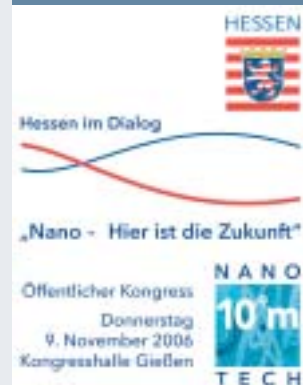 HESSEN
Hessen im Dialog
„Nano - Hier ist die Zukunft"
Öffentlicher Kongress
Donnerstag
9. November 2006
Kongresshalle Gießen
NANO
TECH